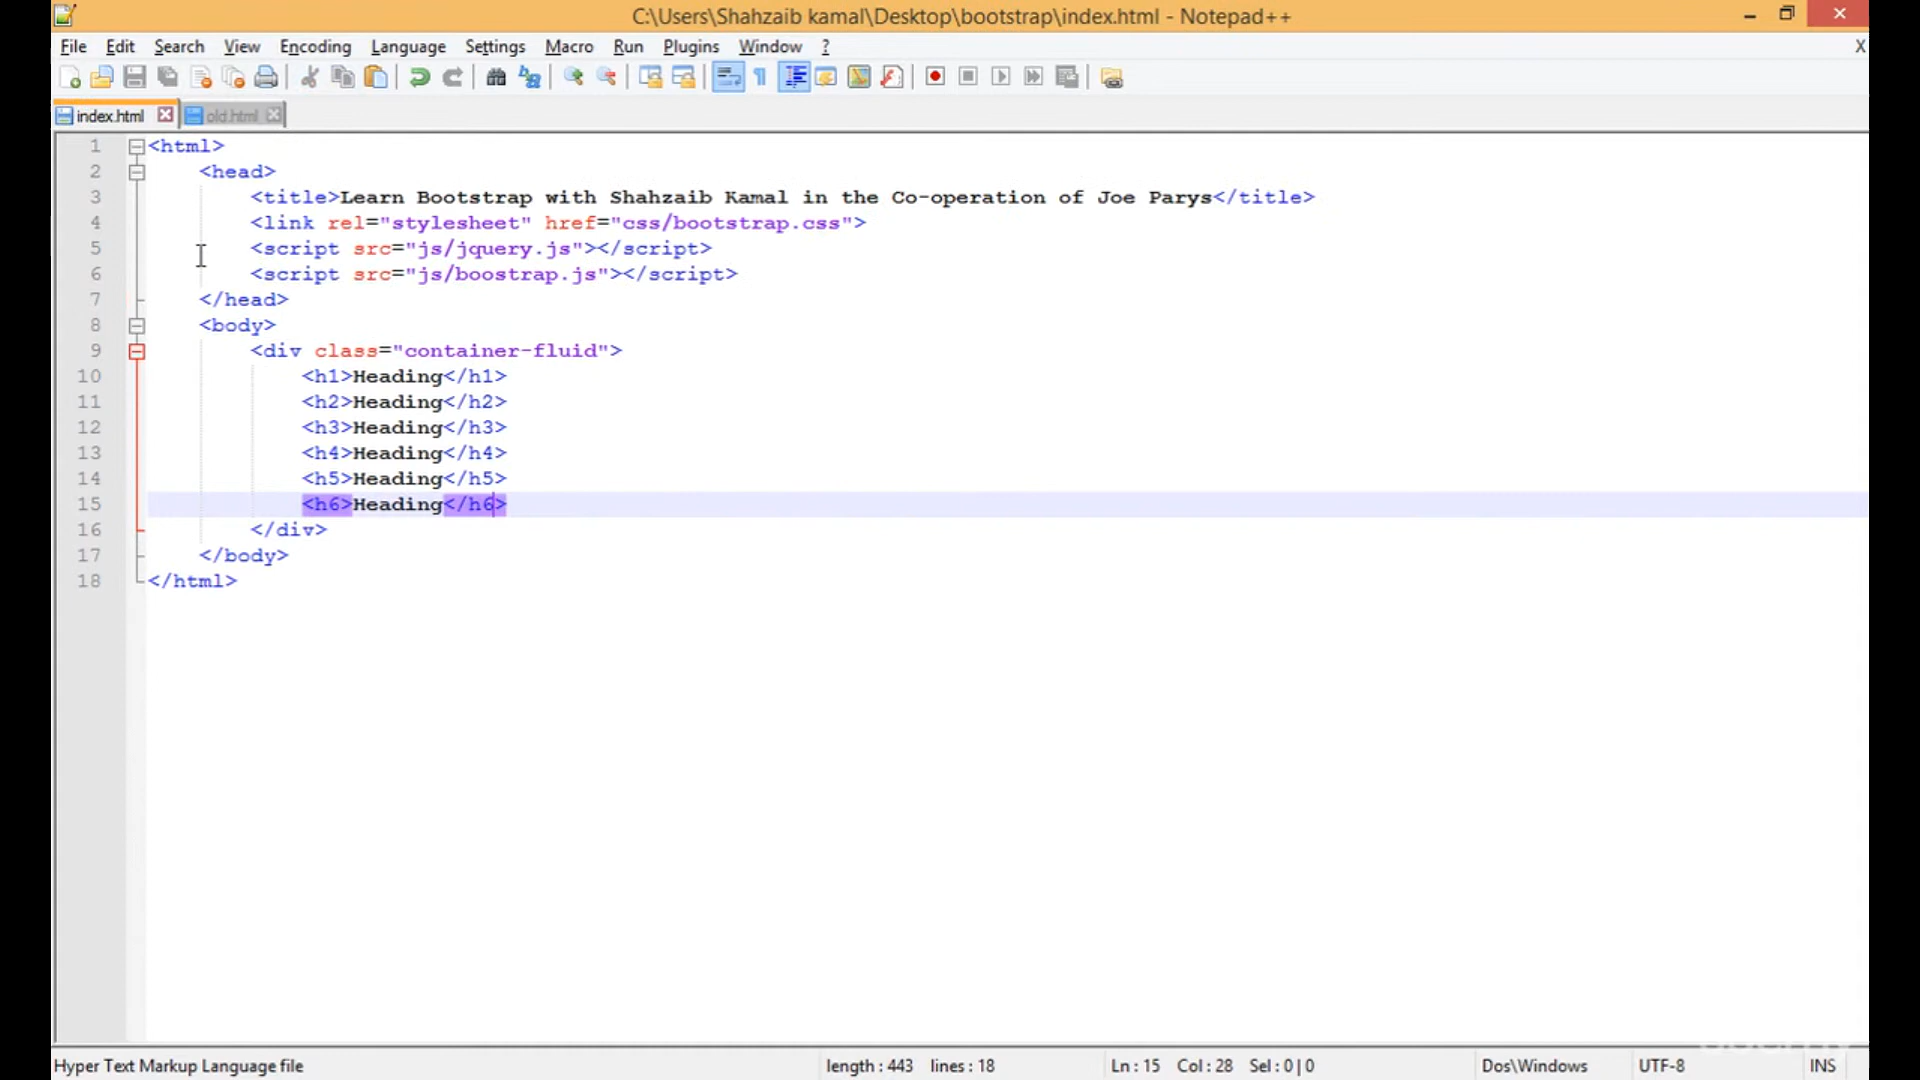 C:\Users\Shahzaib kamal\Desktop\bootstrap\index.html - Notepad++
File Edit Search View Encoding Language Settings Macro Run Plugins Window ? X
index.html old.html
1 <html>
2 <head>
3 <title>Learn Bootstrap with Shahzaib Kamal in the Co-operation of Joe Parys</title>
4 <link rel="stylesheet" href="css/bootstrap.css">
5 <script src="js/jquery.js"></script>
6 <script src="js/boostrap.js"></script>
7 </head>
8 <body>
9 <div class="container-fluid">
10 <h1>Heading</h1>
11 <h2>Heading</h2>
12 <h3>Heading</h3>
13 <h4>Heading</h4>
14 <h5>Heading</h5>
15 <h6>Heading</h6>
16 </div>
17 </body>
18 </html>
Hyper Text Markup Language file length : 443 lines : 18 Ln : 15 Col : 28 Sel : 0 | 0 Dos\Windows UTF-8 INS